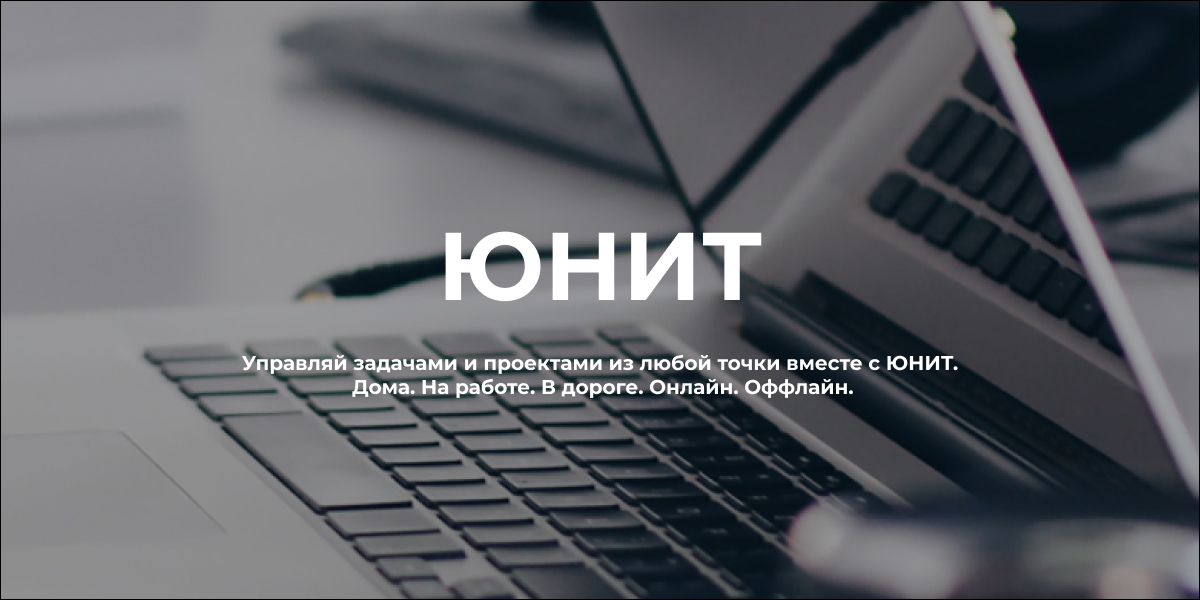 ЮНИТ
Управляй задачами и проектами из любой точки вместе с ЮНИТ.
Дома. На работе. В дороге. Онлайн. Оффлайн.